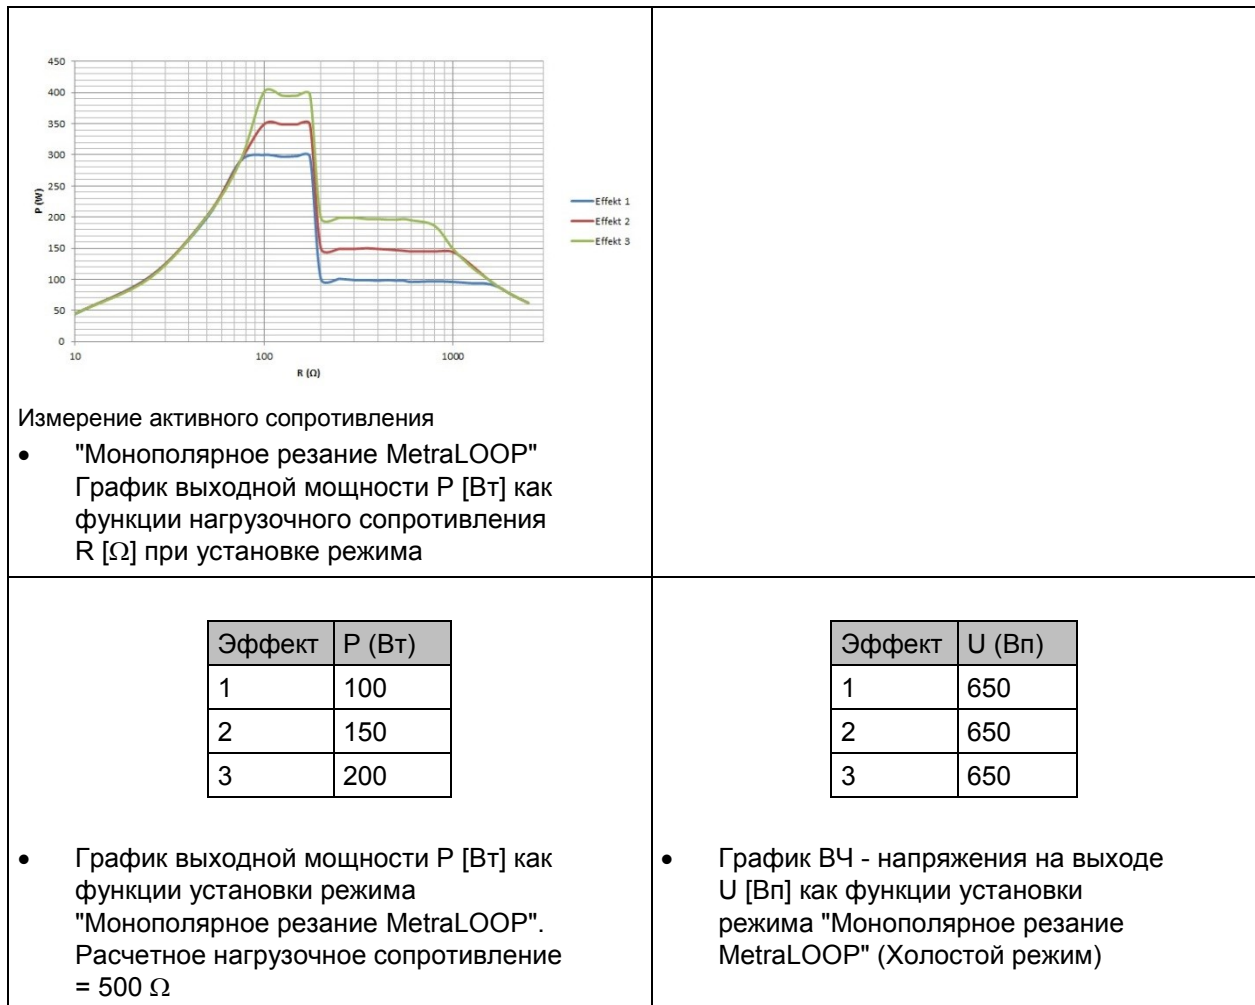 450
400
350
300
250
200
150
100
50
0
P (W)
10
100
1000
R (Ω)
Effekt 1
Effekt 2
Effekt 3
Измерение активного сопротивления
• "Монополярное резание MetraLOOP"
График выходной мощности P [Вт] как
функции нагрузочного сопротивления
R [Ω] при установке режима
Эффект P (Вт)
1 100
2 150
3 200
• График выходной мощности P [Вт] как
функции установки режима
"Монополярное резание MetraLOOP".
Расчетное нагрузочное сопротивление
= 500 Ω
Эффект U (Вп)
1 650
2 650
3 650
• График ВЧ - напряжения на выходе
U [Вп] как функции установки
режима "Монополярное резание
MetraLOOP" (Холостой режим)